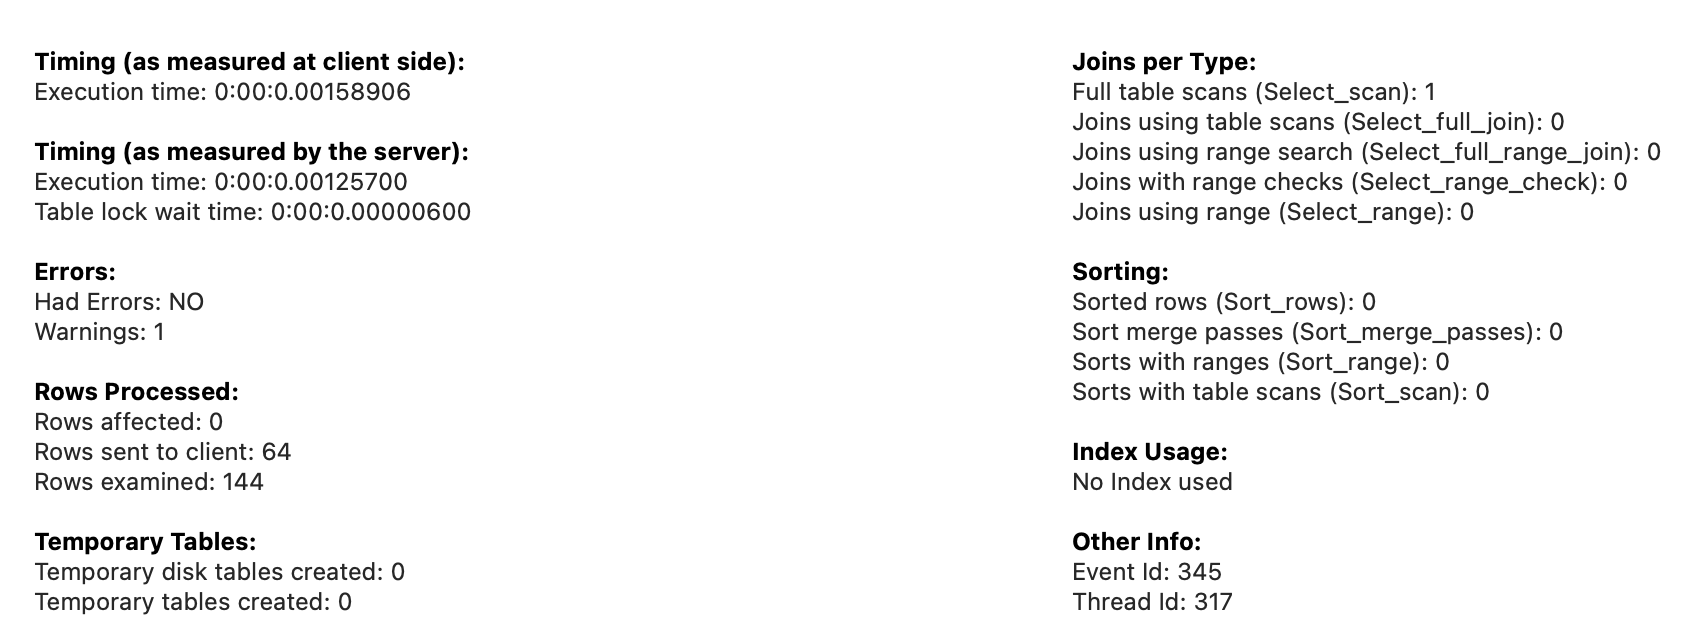 Timing (as measured at client side):
Execution time: 0:00:0.00158906
Timing (as measured by the server):
Execution time: 0:00:0.00125700
Table lock wait time: 0:00:0.00000600
Errors:
Had Errors: NO
Warnings: 1
Rows Processed:
Rows affected: 0
Rows sent to client: 64
Rows examined: 144
Temporary Tables:
Temporary disk tables created: 0
Temporary tables created: 0
Joins per Type:
Full table scans (Select_scan): 1
Joins using table scans (Select_full_join): 0
Joins using range search (Select_full_range_join): 0
Joins with range checks (Select_range_check): 0
Joins using range (Select_range): 0
Sorting:
Sorted rows (Sort_rows): 0
Sort merge passes (Sort_merge_passes): 0
Sorts with ranges (Sort_range): 0
Sorts with table scans (Sort_scan): 0
Index Usage:
No Index used
Other Info:
Event Id: 345
Thread Id: 317